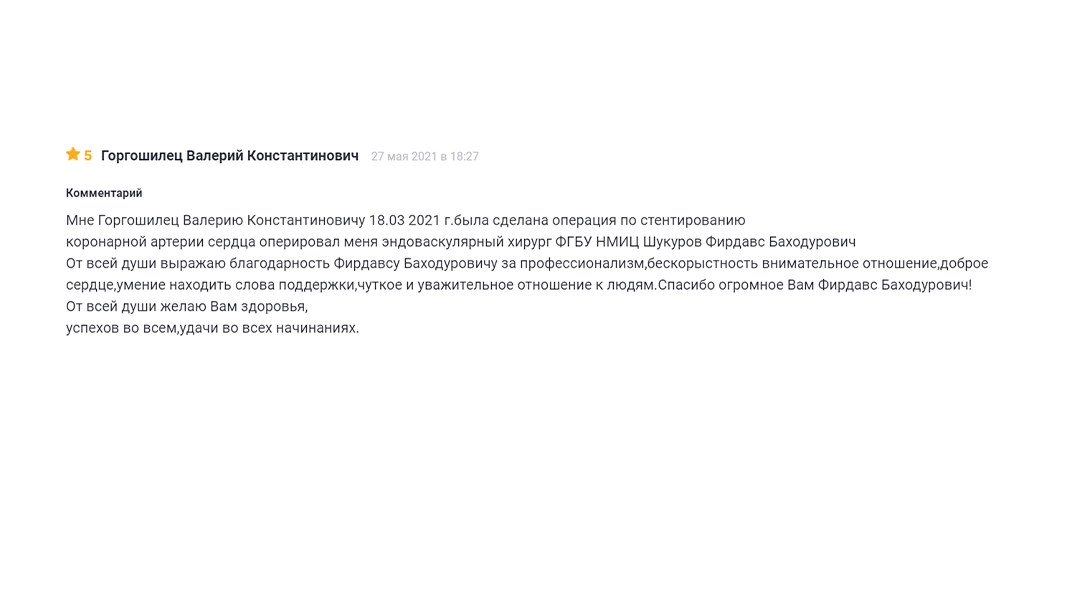 5 Горгошилец Валерий Константинович 27 мая 2021 в 18:27
Комментарий
Мне Горгошилец Валерию Константиновичу 18.03 2021 г.была сделана операция по стентированию
коронарной артерии сердца оперировал меня эндоваскулярный хирург ФГБУ НМИЦ Шукуров Фирдавс Баходурович
От всей души выражаю благодарность Фирдавсу Баходуровичу за профессионализм,бескорыстность внимательное отношение,доброе
сердце,умение находить слова поддержки,чуткое и уважительное отношение к людям.Спасибо огромное Вам Фирдавс Баходурович!
От всей души желаю Вам здоровья,
успехов во всем,удачи во всех начинаниях.